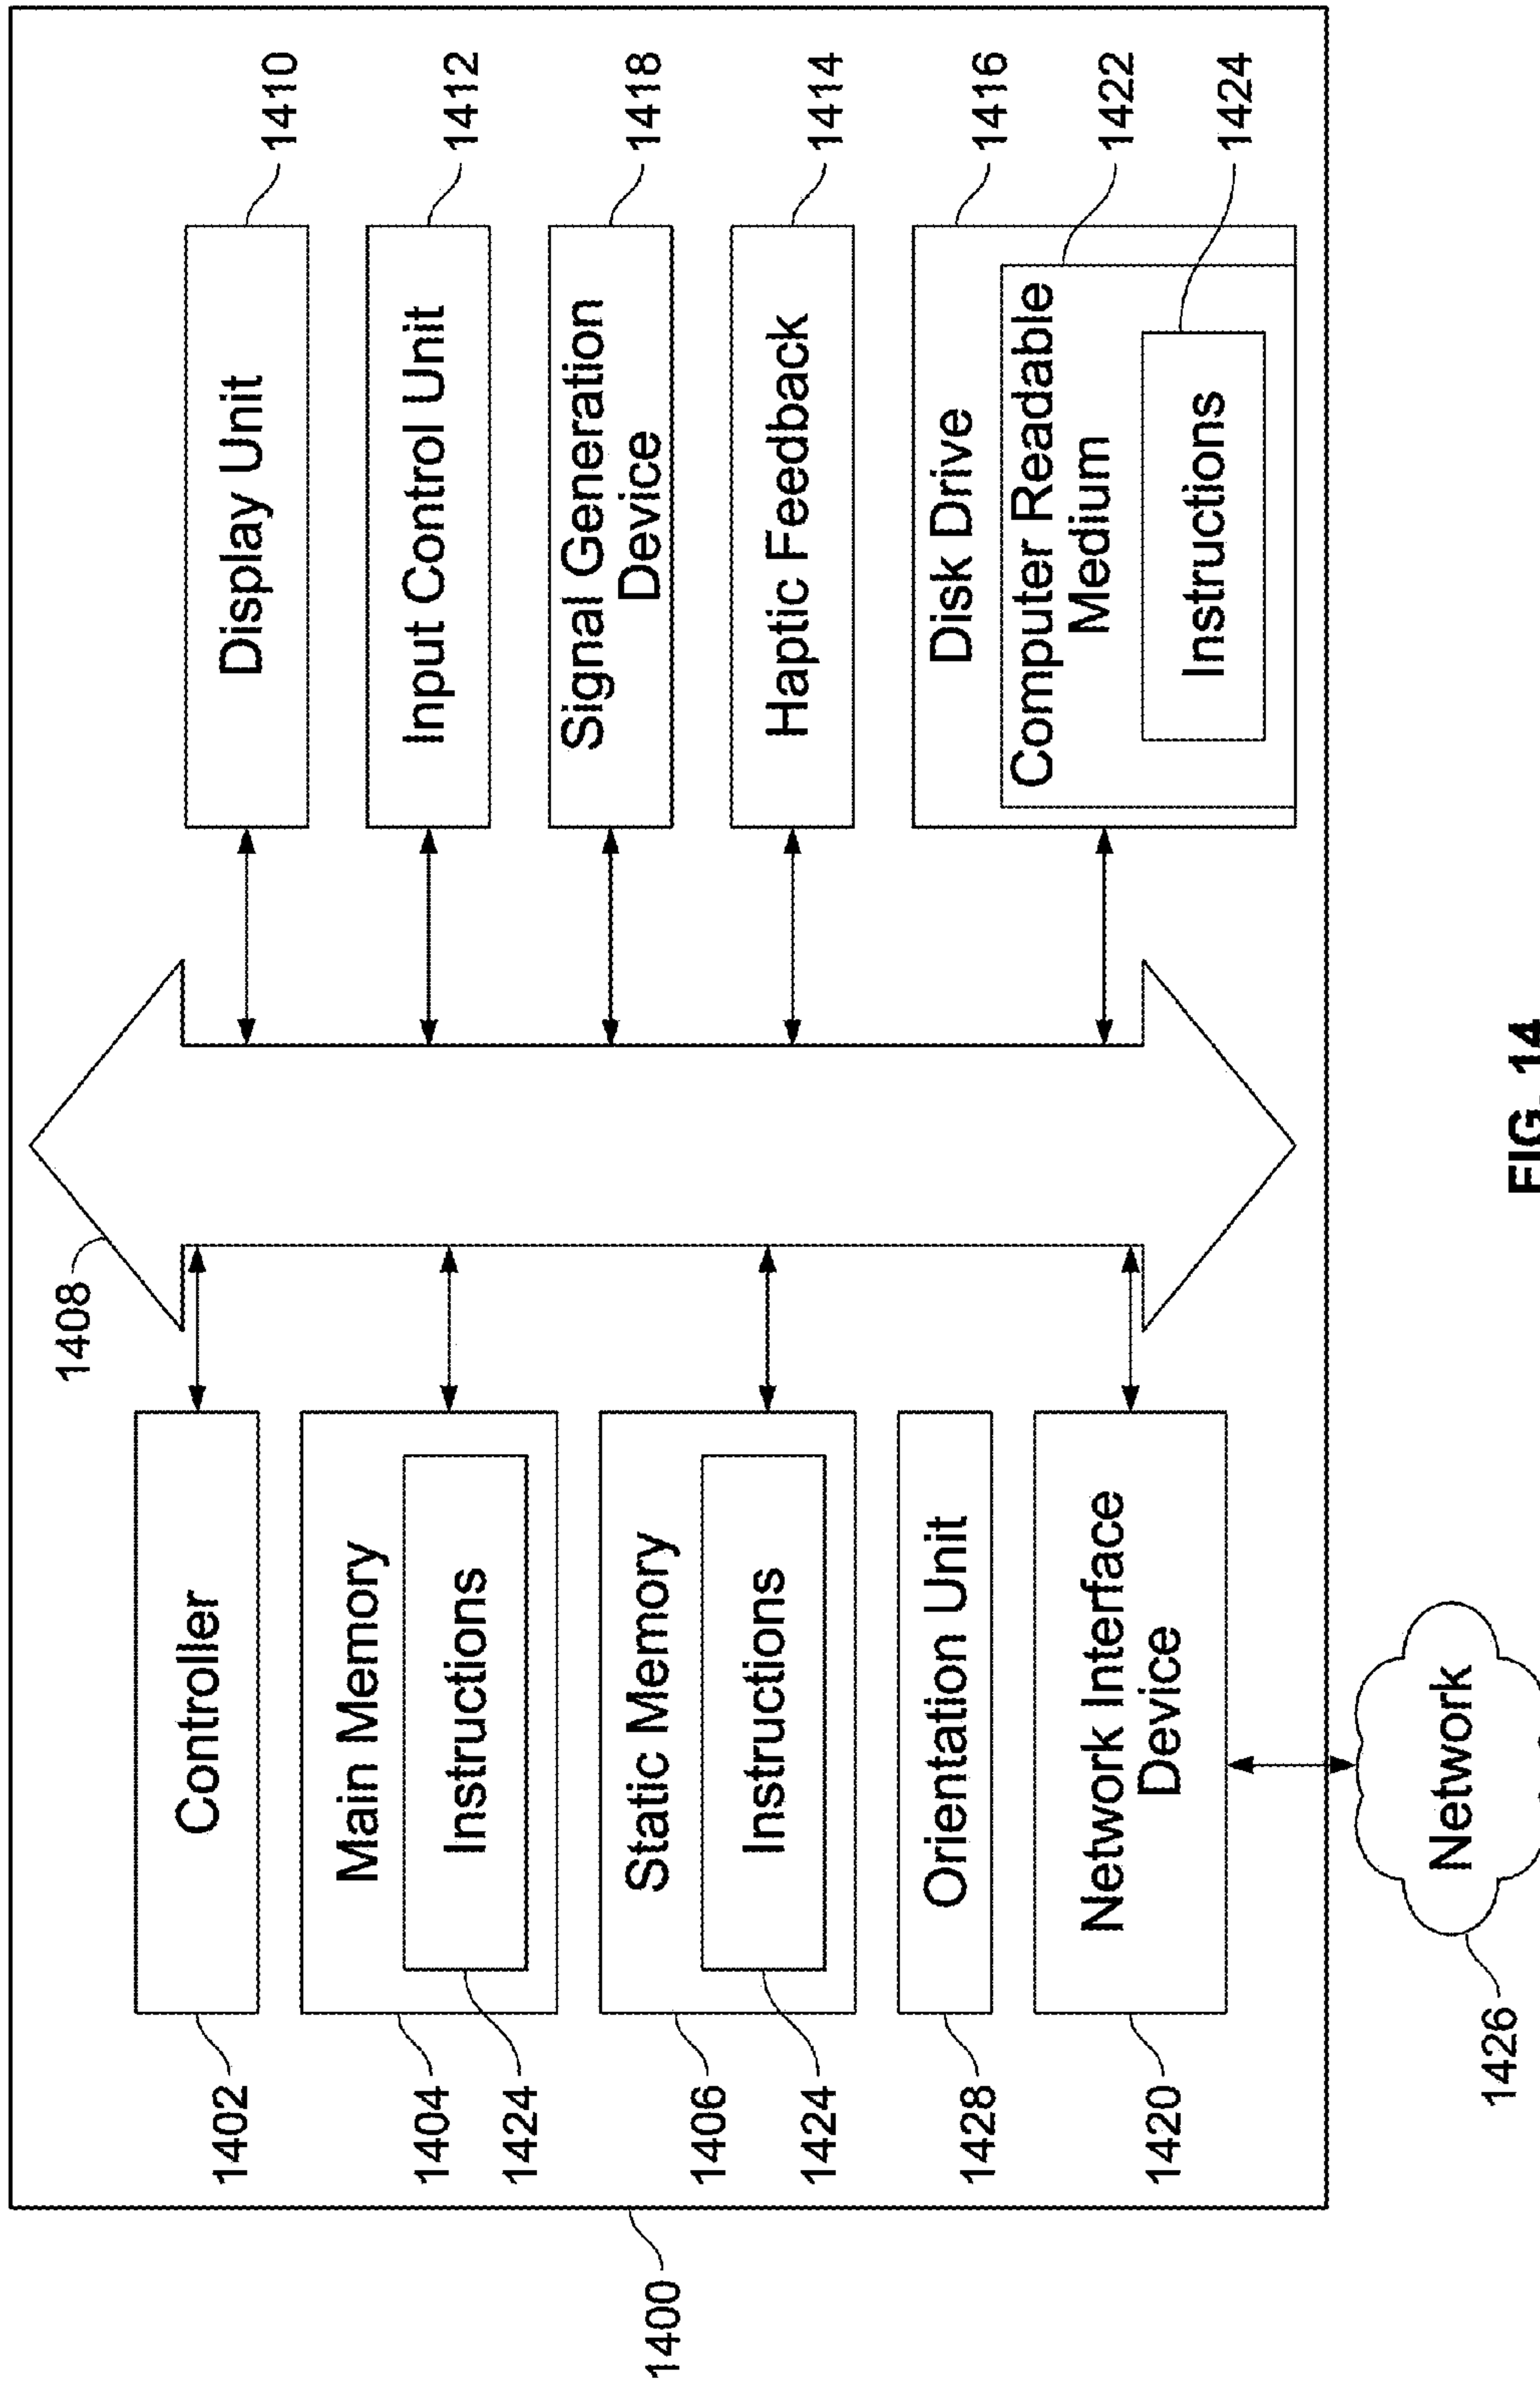 1408
1402
Controller
1404
Main Memory
1424
Instructions
1406
Static Memory
1424
Instructions
1428
Orientation Unit
1420
Network Interface
Device
Display Unit
1410
Input Control Unit
1412
Signal Generation
Device
1418
Haptic Feedback
1414
Disk Drive
1416
Computer Readable
Medium
1422
Instructions
1424
1400
Network
1426
FIG. 14